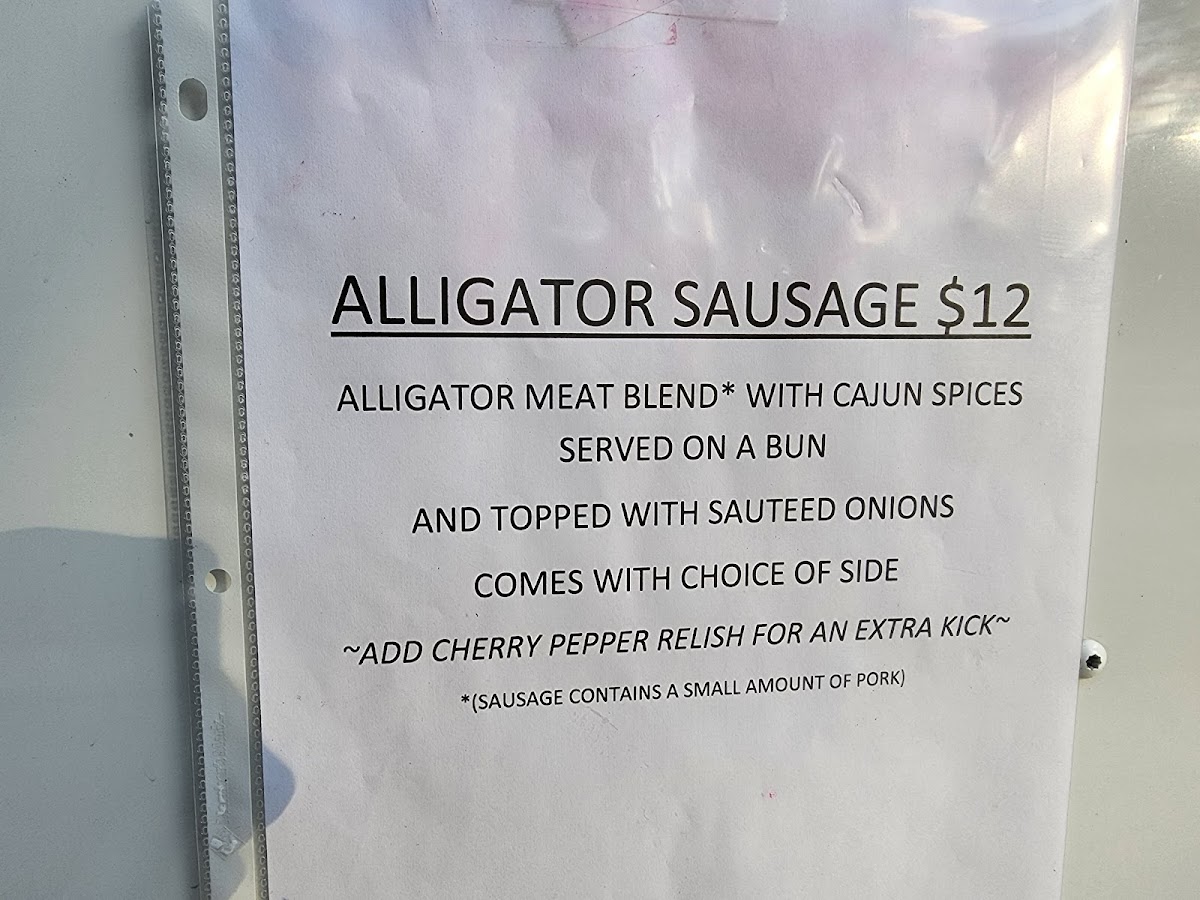 ALLIGATOR SAUSAGE $12
ALLIGATOR MEAT BLEND* WITH CAJUN SPICES
SERVED ON A BUN
AND TOPPED WITH SAUTEED ONIONS
COMES WITH CHOICE OF SIDE
~ADD CHERRY PEPPER RELISH FOR AN EXTRA KICK~
*(SAUSAGE CONTAINS A SMALL AMOUNT OF PORK)